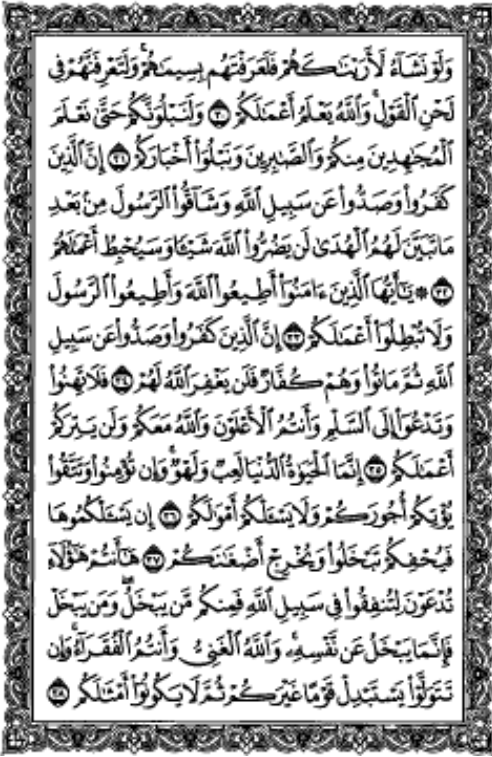 وَلَوۡ نَشَآءُ لَأَرَيۡنَٰكَهُمۡ فَلَعَرَفۡتَهُم بِسِيمَٰهُمۡۚ وَلَتَعۡرِفَنَّهُمۡ فِي
لَحۡنِ ٱلۡقَوۡلِۚ وَٱللَّهُ يَعۡلَمُ أَعۡمَٰلَكُمۡ ٣٠ وَلَنَبۡلُوَنَّكُمۡ حَتَّىٰ نَعۡلَمَ
ٱلۡمُجَٰهِدِينَ مِنكُمۡ وَٱلصَّٰبِرِينَ وَنَبۡلُوَاْ أَخۡبَارَكُمۡ ٣١ إِنَّ ٱلَّذِينَ
كَفَرُواْ وَصَدُّواْ عَن سَبِيلِ ٱللَّهِ وَشَآقُّواْ ٱلرَّسُولَ مِنۢ بَعۡدِ
مَا تَبَيَّنَ لَهُمُ ٱلۡهُدَىٰ لَن يَضُرُّواْ ٱللَّهَ شَيۡـٔٗا وَسَيُحۡبِطُ أَعۡمَٰلَهُمۡ
٣٢ ۞ يَٰٓأَيُّهَا ٱلَّذِينَ ءَامَنُوٓاْ أَطِيعُواْ ٱللَّهَ وَأَطِيعُواْ ٱلرَّسُولَ
وَلَا تُبۡطِلُوٓاْ أَعۡمَٰلَكُمۡ ٣٣ إِنَّ ٱلَّذِينَ كَفَرُواْ وَصَدُّواْ عَن سَبِيلِ
ٱللَّهِ ثُمَّ مَاتُواْ وَهُمۡ كُفَّارٞ فَلَن يَغۡفِرَ ٱللَّهُ لَهُمۡ ٣٤ فَلَا تَهِنُواْ
وَتَدۡعُوٓاْ إِلَى ٱلسَّلۡمِ وَأَنتُمُ ٱلۡأَعۡلَوۡنَ وَٱللَّهُ مَعَكُمۡ وَلَن يَتِرَكُمۡ
أَعۡمَٰلَكُمۡ ٣٥ إِنَّمَا ٱلۡحَيَوٰةُ ٱلدُّنۡيَا لَعِبٞ وَلَهۡوٞۚ وَإِن تُؤۡمِنُواْ وَتَتَّقُواْ
يُؤۡتِكُمۡ أُجُورَكُمۡ وَلَا يَسۡـَٔلۡكُمۡ أَمۡوَٰلَكُمۡ ٣٦ إِن يَسۡـَٔلۡكُمُوهَا
فَيُحۡفِكُمۡ تَبۡخَلُواْ وَيُخۡرِجۡ أَضۡغَٰنَكُمۡ ٣٧ هَٰٓأَنتُمۡ هَٰٓؤُلَآءِ
تُدۡعَوۡنَ لِتُنفِقُواْ فِي سَبِيلِ ٱللَّهِ فَمِنكُم مَّن يَبۡخَلُۖ وَمَن يَبۡخَلۡ
فَإِنَّمَا يَبۡخَلُ عَن نَّفۡسِهِۦۚ وَٱللَّهُ ٱلۡغَنِيُّ وَأَنتُمُ ٱلۡفُقَرَآءُۚ وَإِن
تَتَوَلَّوۡاْ يَسۡتَبۡدِلۡ قَوۡمًا غَيۡرَكُمۡ ثُمَّ لَا يَكُونُوٓاْ أَمۡثَٰلَكُم ٣٨